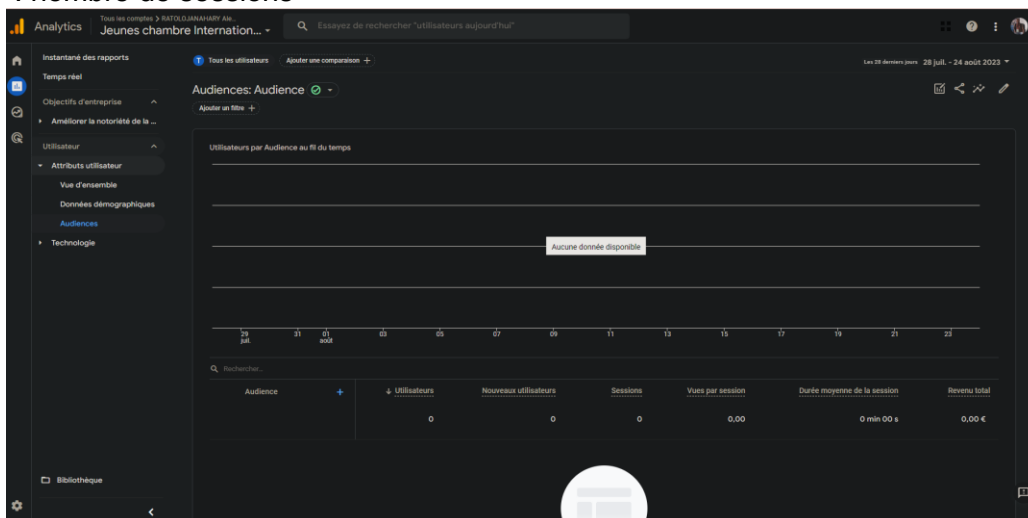 nombre de sessions
Tous les comptes > RATOLOJANAHARY Ale...
Analytics
Jeunes chambre Internation...
Essayez de rechercher "utilisateurs aujourd'hui"
Instantané des rapports
Temps réel
Objectifs d'entreprise
Améliorer la notoriété de la ...
Utilisateur
Attributs utilisateur
Vue d'ensemble
Données démographiques
Audiences
Technologie
Bibliothèque
T Tous les utilisateurs
Ajouter une comparaison +
Les 28 derniers jours 28 juil. - 24 août 2023
Audiences: Audience
Ajouter un filtre +
Utilisateurs par Audience au fil du temps
Aucune donnée disponible
29 31 01 03 05 07 09 11 13 15 17 19 21 23
juil. août
Rechercher...
Audience + ↓ Utilisateurs Nouveaux utilisateurs Sessions Vues par session Durée moyenne de la session Revenu total
0 0 0 0,00 0 min 00 s 0,00 €